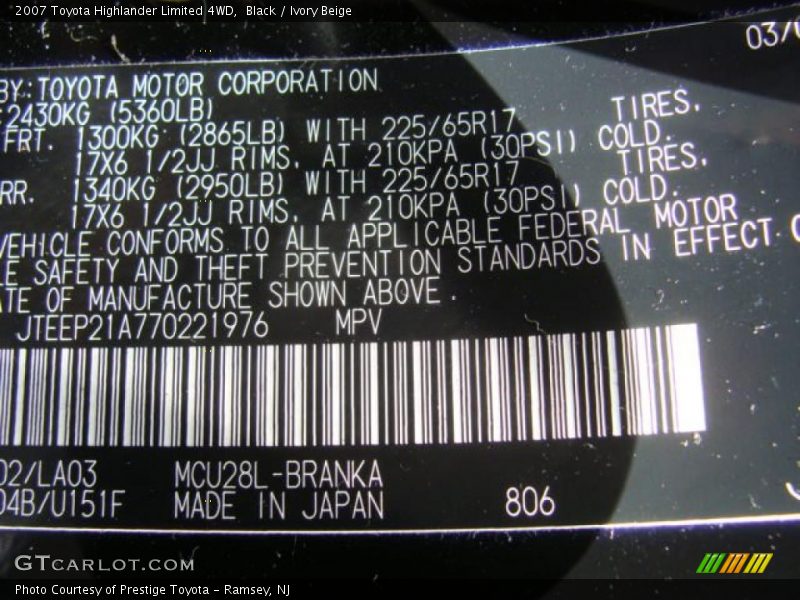 2007 Toyota Highlander Limited 4WD, Black / Ivory Beige
03/0
BY: TOYOTA MOTOR CORPORATION
2430KG (5360LB)
FRT. 1300KG (2865LB) WITH 225/65R17 TIRES,
17X6 1/2JJ RIMS, AT 210KPA (30PSI) COLD.
RR. 1340KG (2950LB) WITH 225/65R17 TIRES,
17X6 1/2JJ RIMS, AT 210KPA (30PSI) COLD.
VEHICLE CONFORMS TO ALL APPLICABLE FEDERAL MOTOR
LE SAFETY AND THEFT PREVENTION STANDARDS IN EFFECT O
ATE OF MANUFACTURE SHOWN ABOVE.
JTEEP21A770221976 MPV
02/LA03 MCU28L-BRANKA
04B/U151F MADE IN JAPAN 806
GTCARLOT.COM
Photo Courtesy of Prestige Toyota - Ramsey, NJ